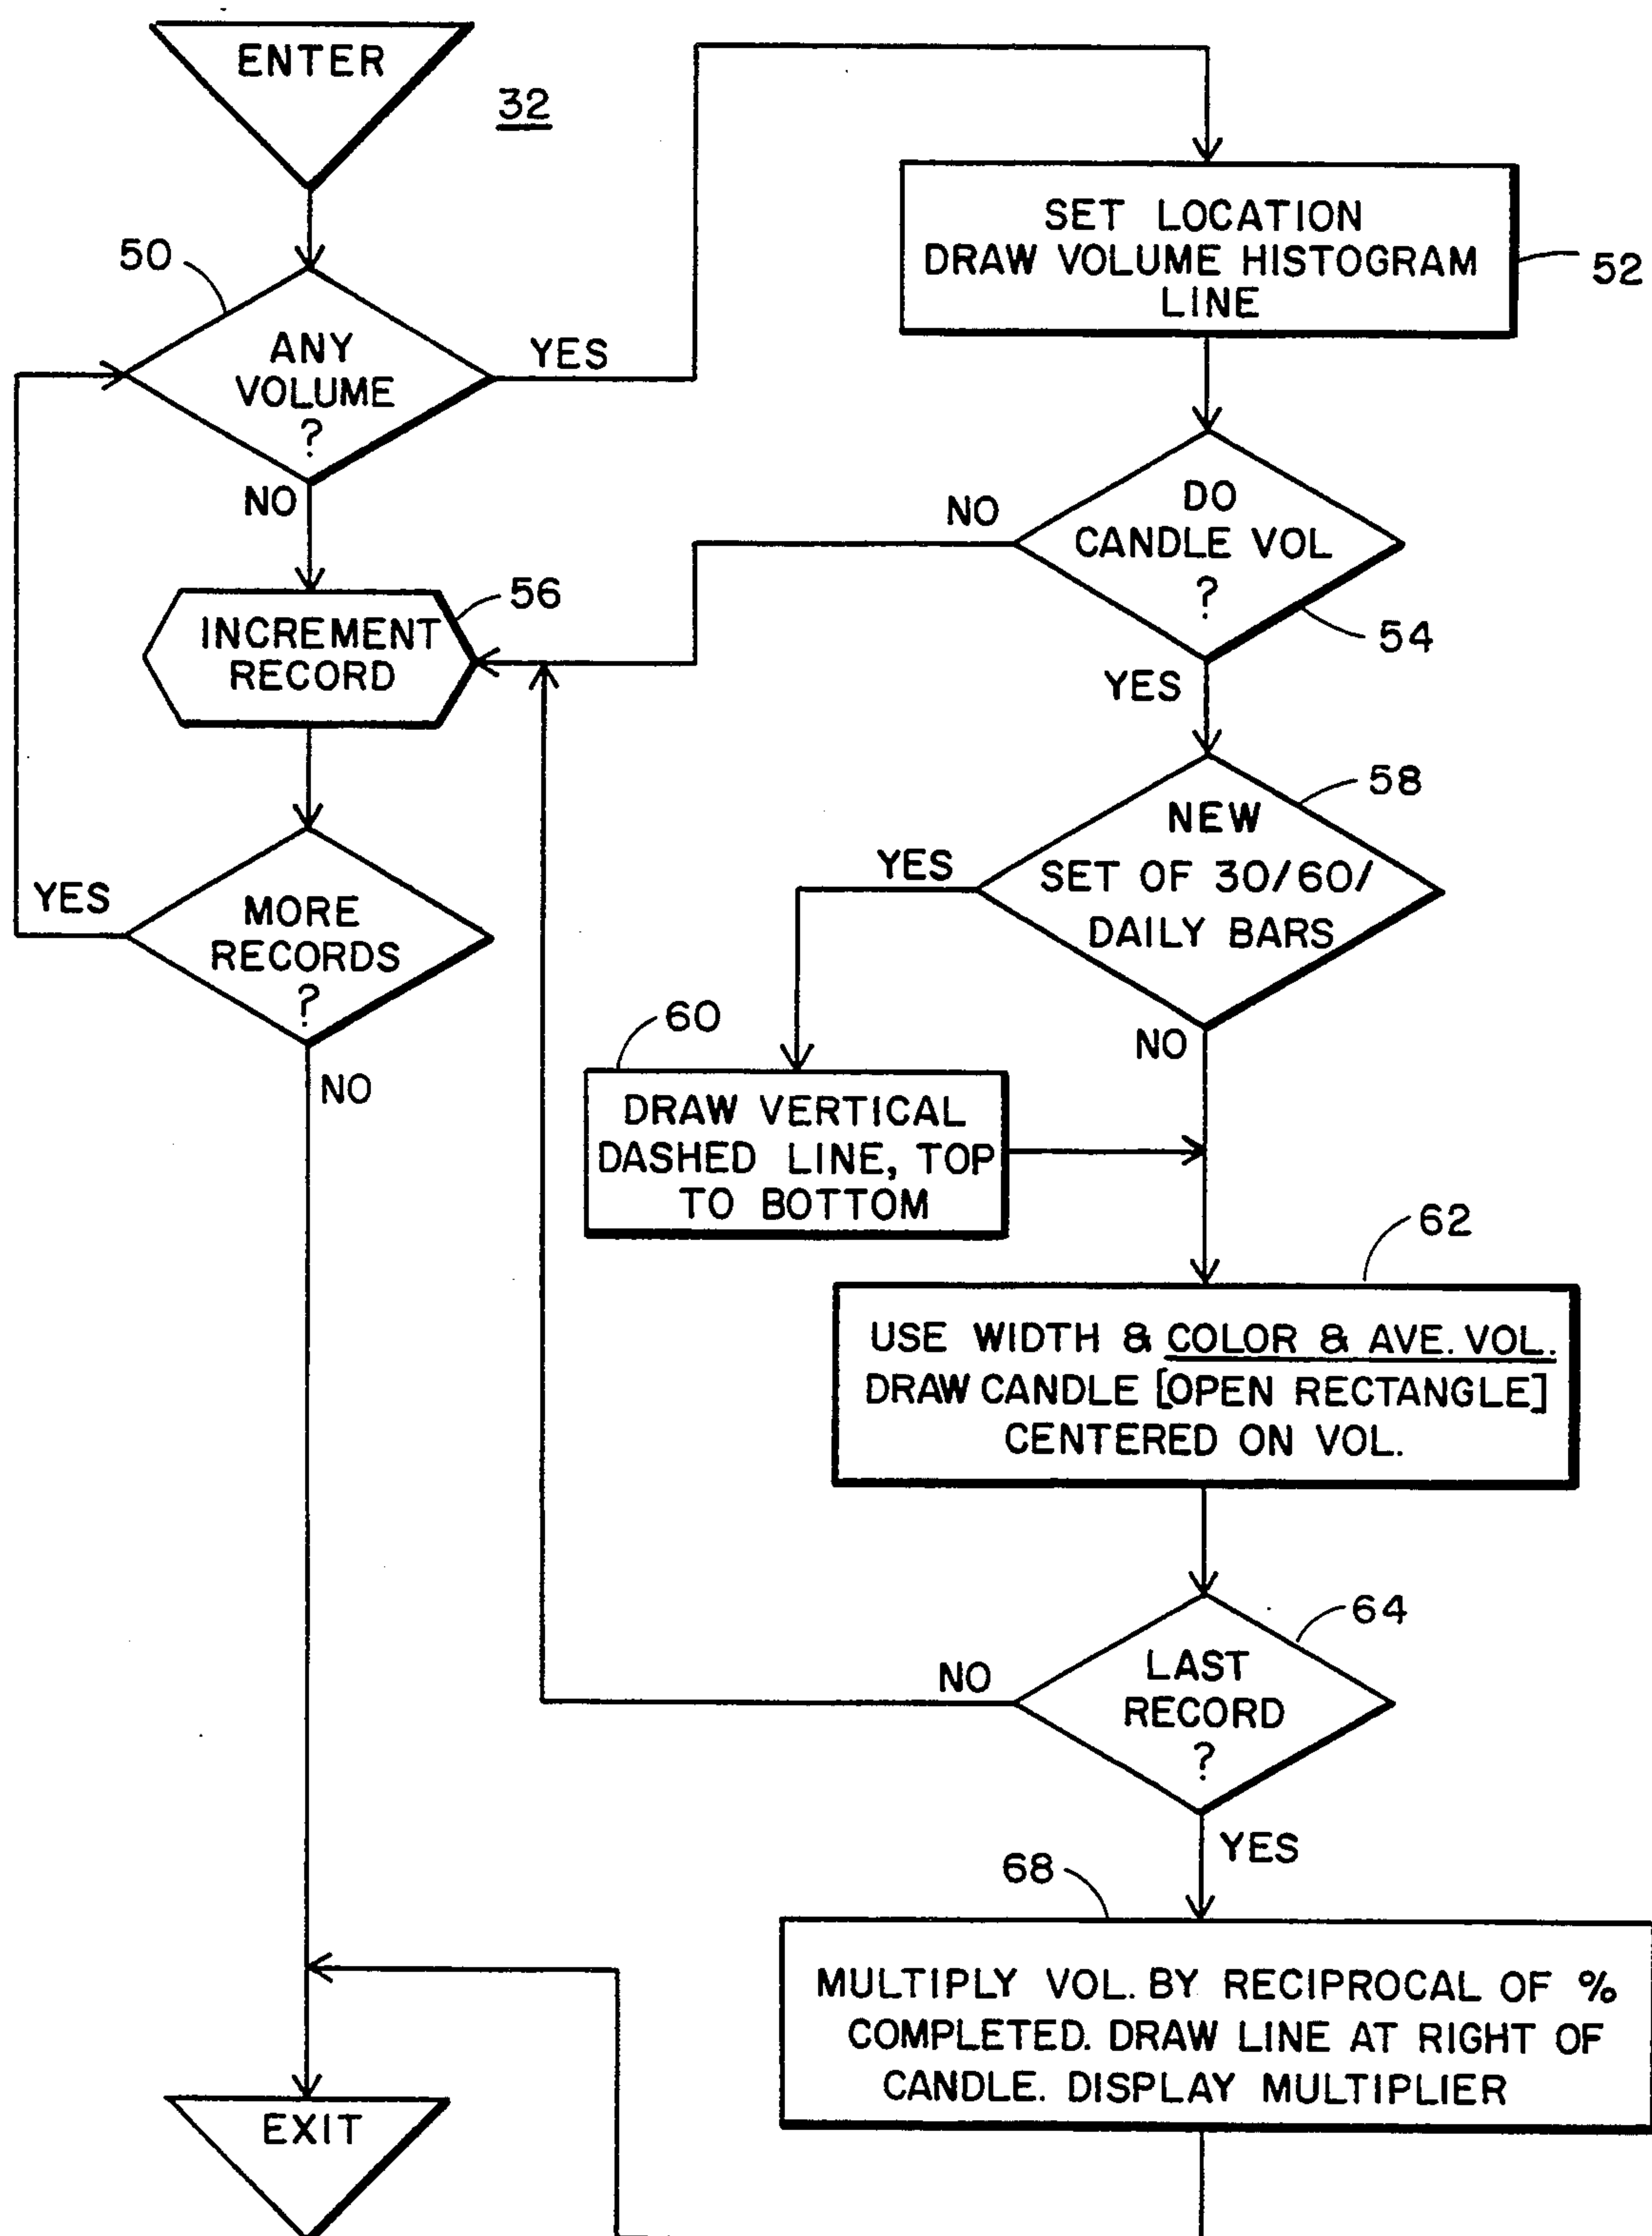 ENTER
32
50
ANY
VOLUME
?
YES
NO
SET LOCATION
DRAW VOLUME HISTOGRAM
LINE
52
DO
CANDLE VOL
?
NO
54
YES
INCREMENT
RECORD
56
NEW
SET OF 30/60/
DAILY BARS
58
YES
NO
MORE
RECORDS
?
YES
NO
60
DRAW VERTICAL
DASHED LINE, TOP
TO BOTTOM
62
USE WIDTH & COLOR & AVE. VOL.
DRAW CANDLE [OPEN RECTANGLE]
CENTERED ON VOL.
64
LAST
RECORD
?
NO
YES
68
MULTIPLY VOL. BY RECIPROCAL OF %
COMPLETED. DRAW LINE AT RIGHT OF
CANDLE. DISPLAY MULTIPLIER
EXIT